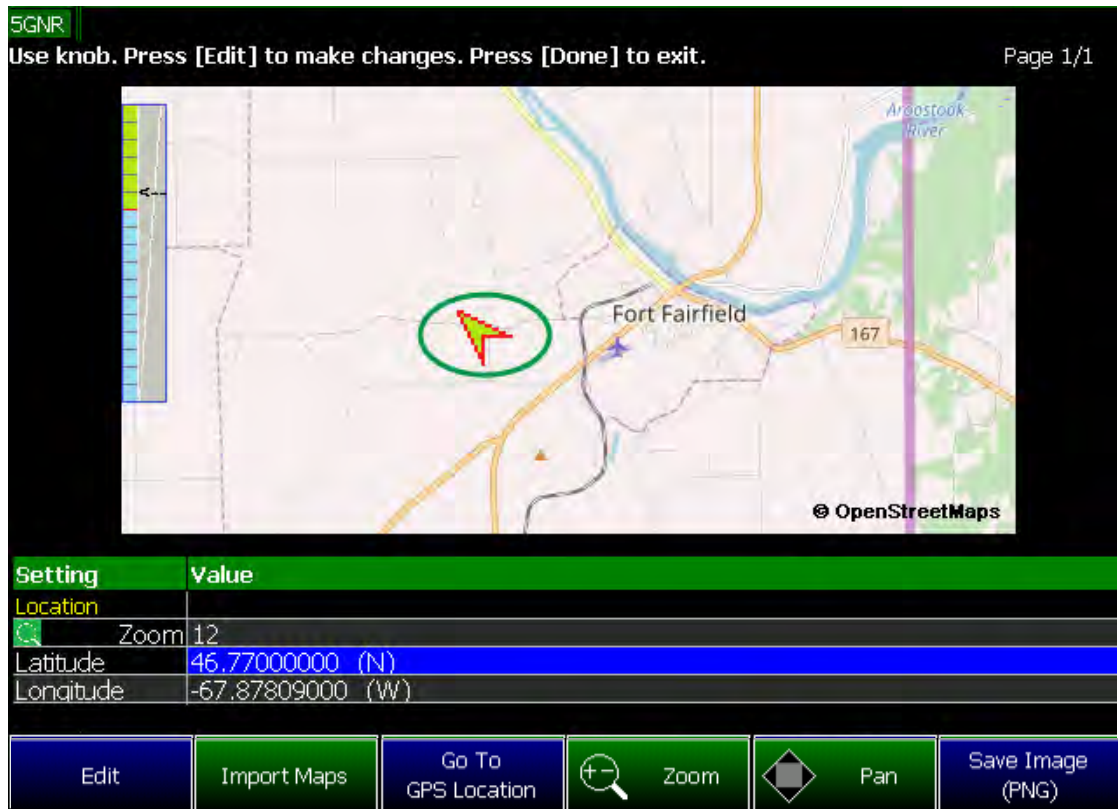 5GNR
Use knob. Press [Edit] to make changes. Press [Done] to exit.
Page 1/1
Aroostook
River
Fort Fairfield
167
© OpenStreetMaps
Setting Value
Location
Zoom 12
Latitude 46.77000000 (N)
Longitude -67.87809000 (W)
Edit
Import Maps
Go To
GPS Location
Zoom
Pan
Save Image
(PNG)